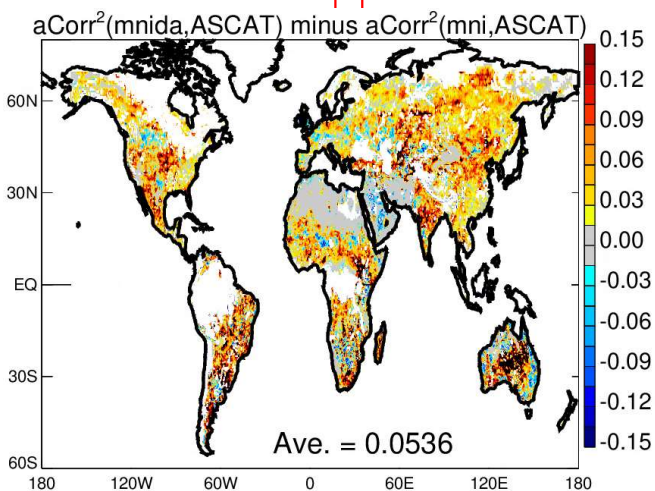 aCorr²(mnida,ASCAT) minus aCorr²(mni,ASCAT)
0.15
0.12
0.09
0.06
0.03
0.00
-0.03
-0.06
-0.09
-0.12
-0.15
60N
30N
EQ
30S
60S
Ave. = 0.0536
180 120W 60W 0 60E 120E 180